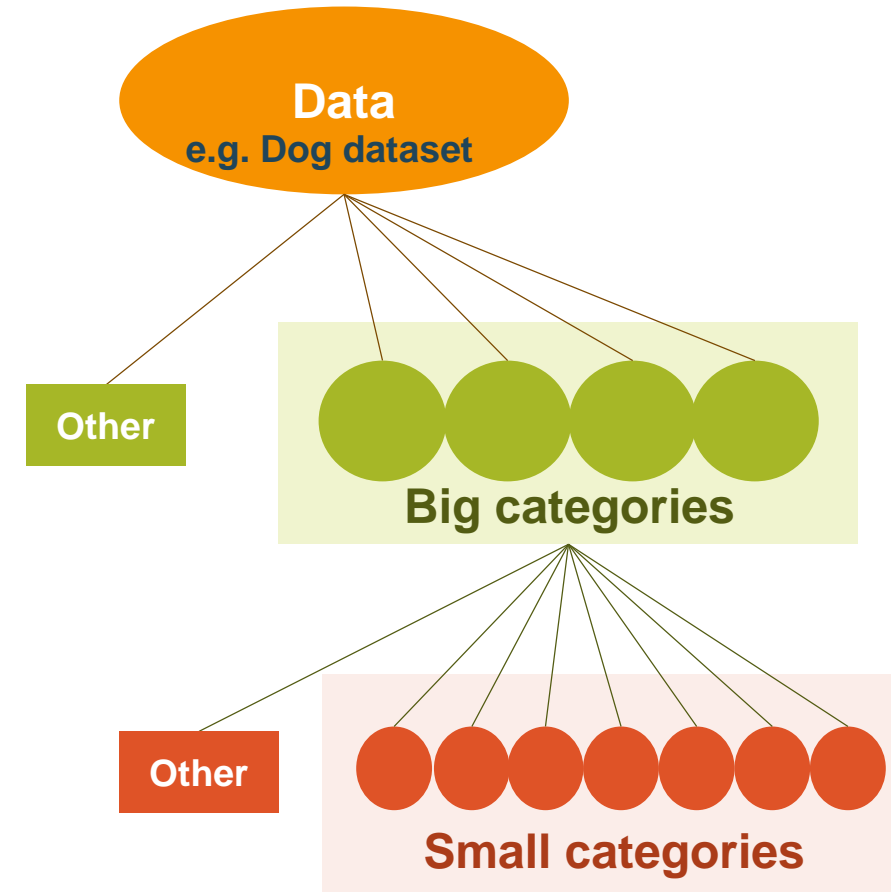 Data
e.g. Dog dataset
Other
Big categories
Other
Small categories